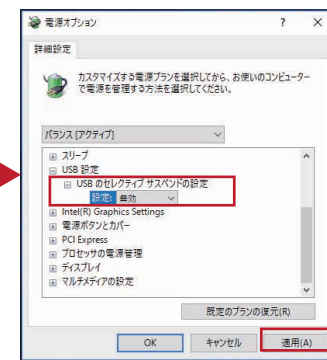 電源オプション ? ×
詳細設定
カスタマイズする電源プランを選択してから、お使いのコンピューター
で電源を管理する方法を選択してください。
バランス [アクティブ]
スリープ
USB 設定
USB のセレクティブ サスペンドの設定
設定: 無効
Intel(R) Graphics Settings
電源ボタンとカバー
PCI Express
プロセッサの電源管理
ディスプレイ
マルチメディアの設定
既定のプランの復元(R)
OK キャンセル 適用(A)